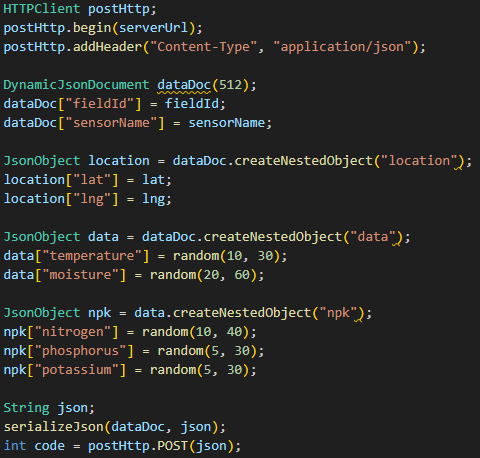 HTTPClient postHttp;
postHttp.begin(serverUrl);
postHttp.addHeader("Content-Type", "application/json");
DynamicJsonDocument dataDoc(512);
dataDoc["fieldId"] = fieldId;
dataDoc["sensorName"] = sensorName;
JsonObject location = dataDoc.createNestedObject("location");
location["lat"] = lat;
location["lng"] = lng;
JsonObject data = dataDoc.createNestedObject("data");
data["temperature"] = random(10, 30);
data["moisture"] = random(20, 60);
JsonObject npk = data.createNestedObject("npk");
npk["nitrogen"] = random(10, 40);
npk["phosphorus"] = random(5, 30);
npk["potassium"] = random(5, 30);
String json;
serializeJson(dataDoc, json);
int code = postHttp.POST(json);